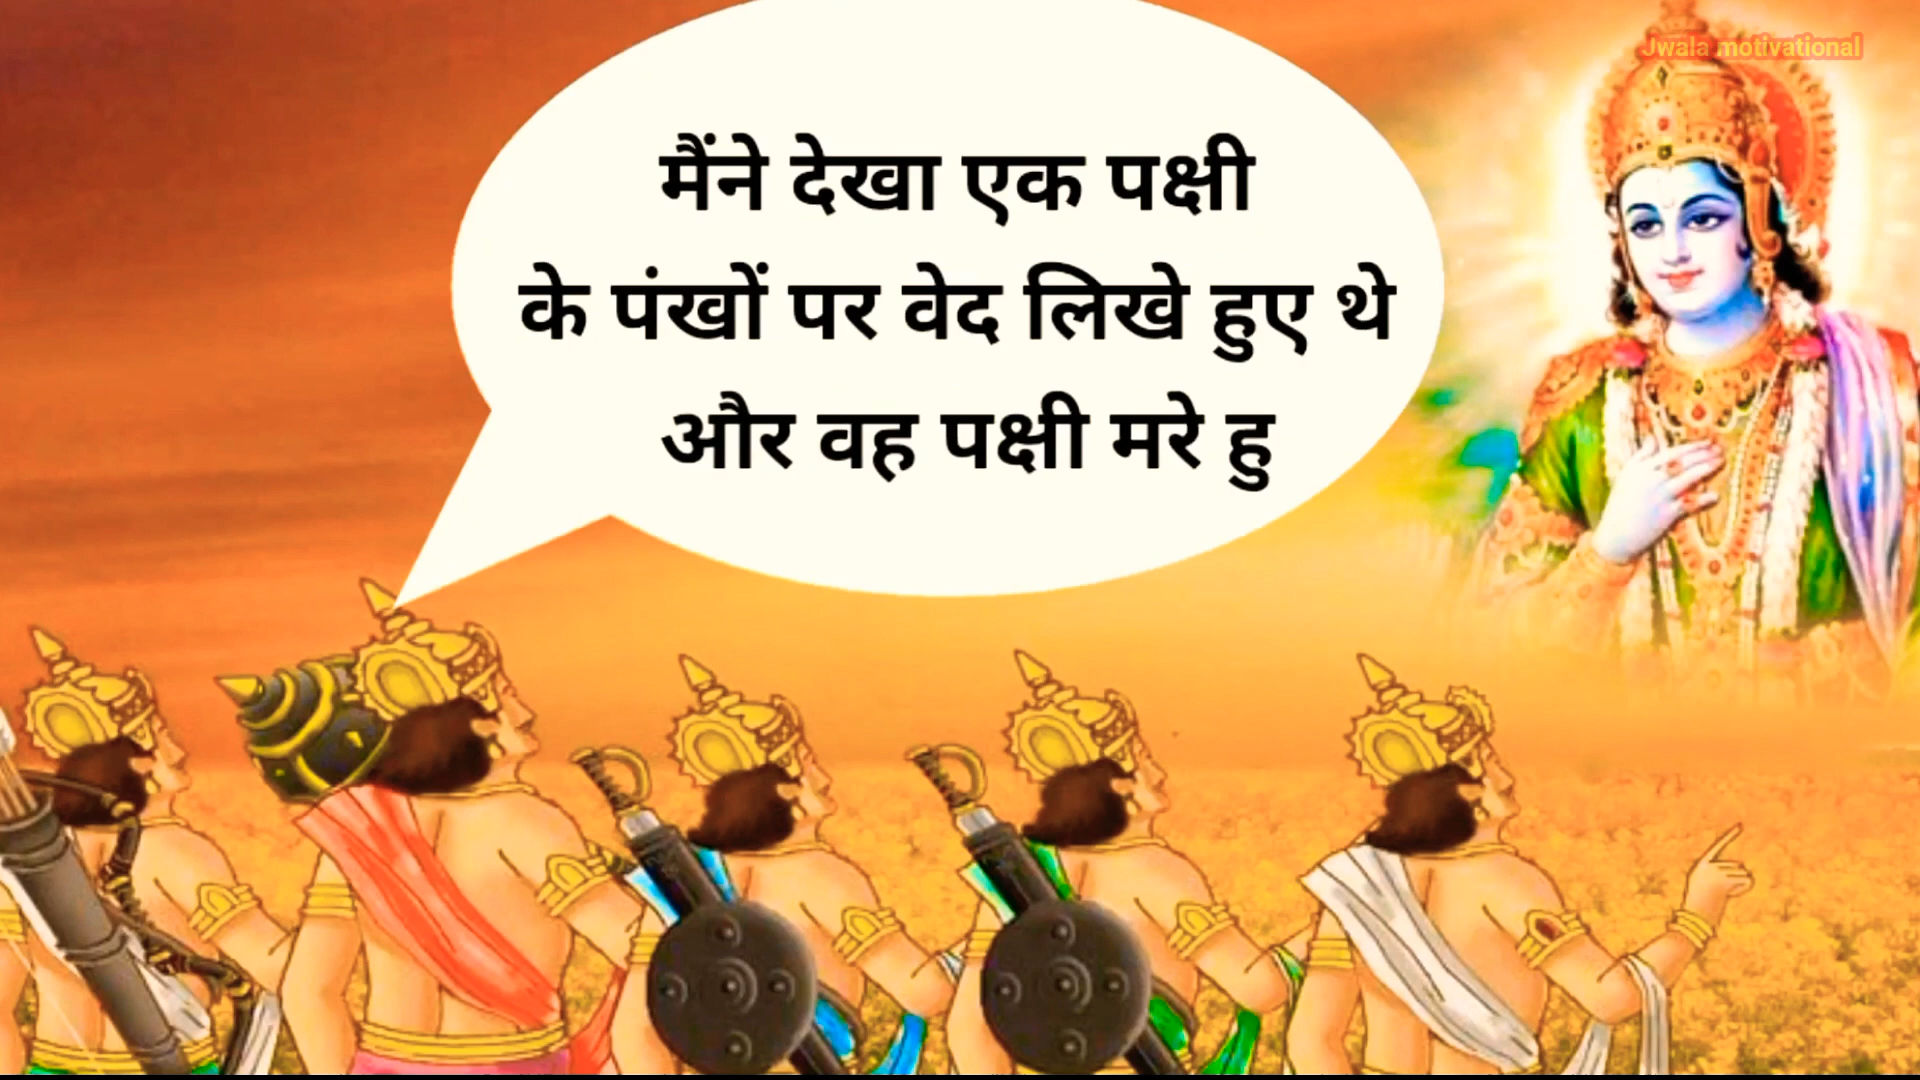 Jwala motivational
मैंने देखा एक पक्षी
के पंखों पर वेद लिखे हुए थे
और वह पक्षी मरे हु